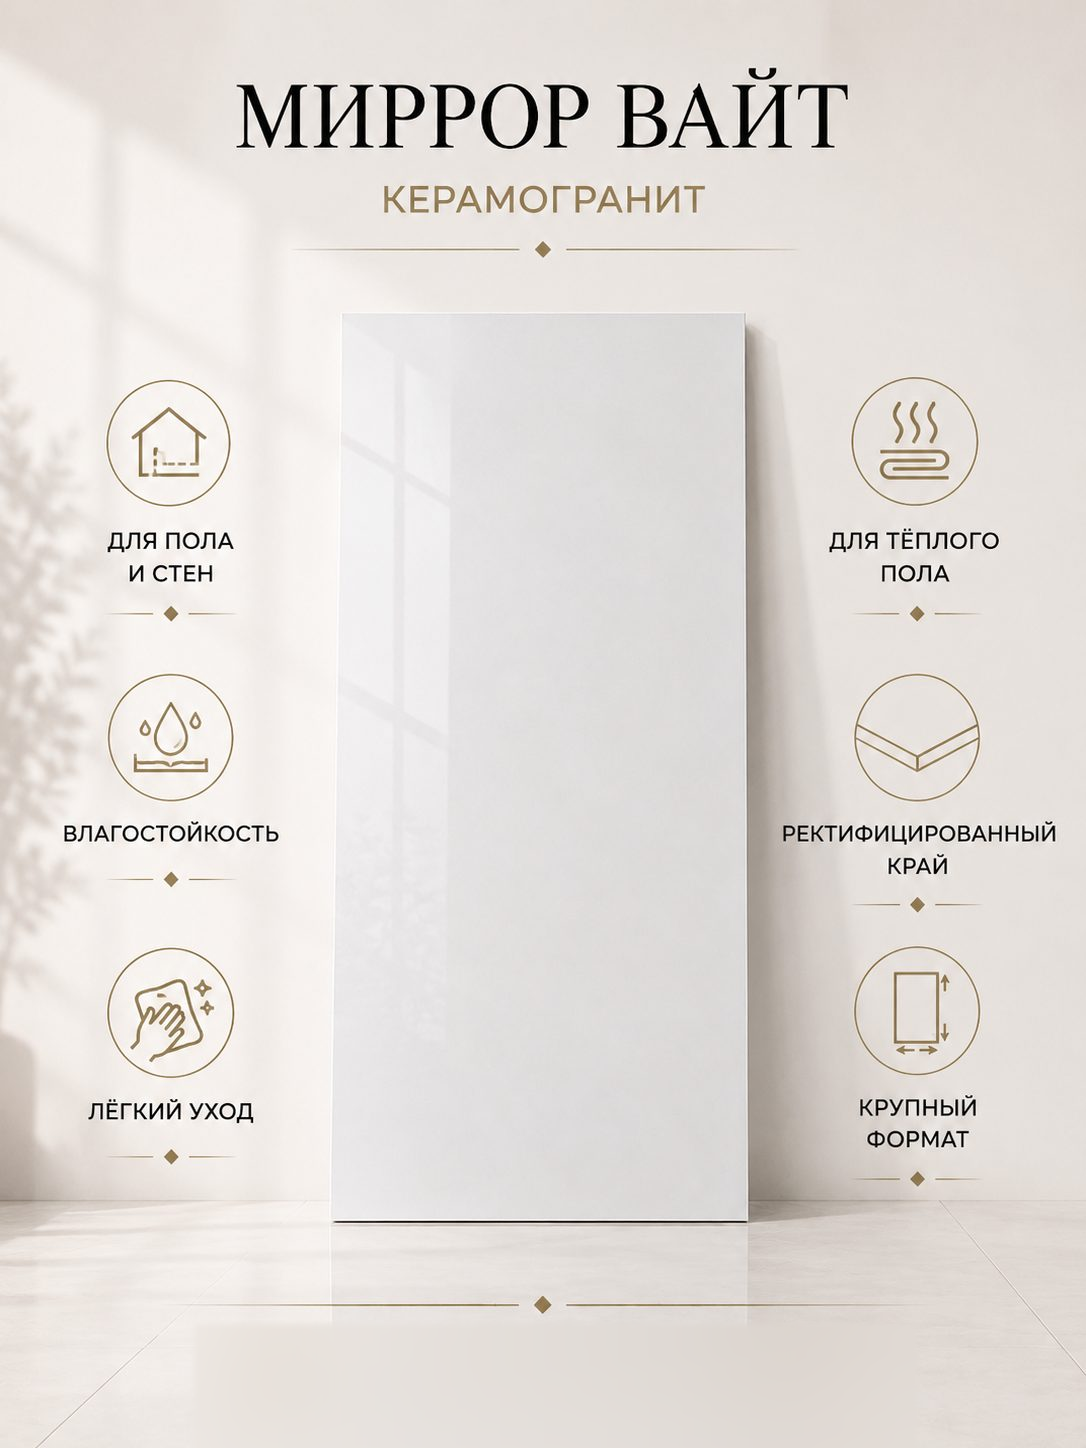 МИРРОР ВАЙТ
КЕРАМОГРАНИТ
ДЛЯ ПОЛА
И СТЕН
ВЛАГОСТОЙКОСТЬ
ЛЁГКИЙ УХОД
ДЛЯ ТЁПЛОГО
ПОЛА
РЕКТИФИЦИРОВАННЫЙ
КРАЙ
КРУПНЫЙ
ФОРМАТ